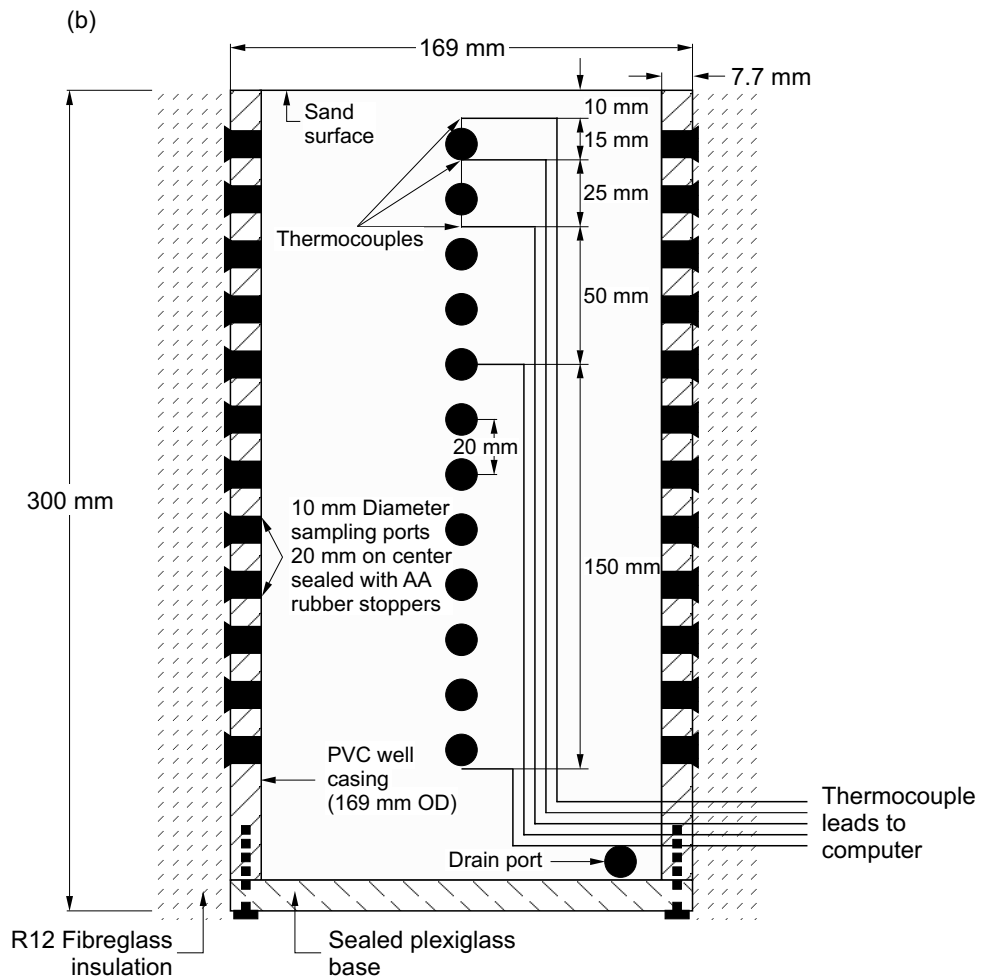 (b)
169 mm
7.7 mm
Sand
surface
10 mm
15 mm
25 mm
Thermocouples
50 mm
20 mm
300 mm
10 mm Diameter
sampling ports
20 mm on center
sealed with AA
rubber stoppers
150 mm
PVC well
casing
(169 mm OD)
Thermocouple
leads to
computer
Drain port
R12 Fibreglass
insulation
Sealed plexiglass
base